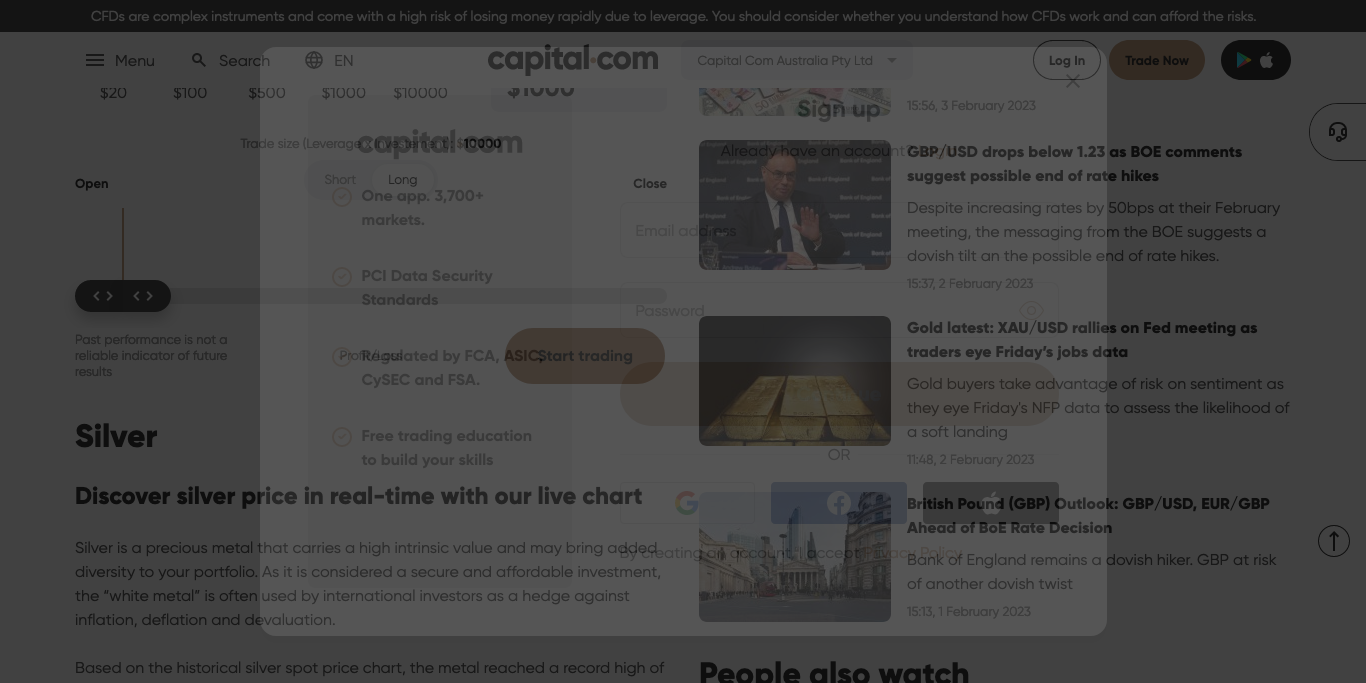 CFDs are complex instruments and come with a high risk of losing money rapidly due to leverage. You should consider whether you understand how CFDs work and can afford the risks.
Menu
Search
EN
capital.com
Capital Com Australia Pty Ltd
Log In
Trade Now
$20
$100
$500
$1000
$10000
$1000
Trade size (Leverage x Investement): $10000
Short
Long
Open
Close
Past performance is not a
reliable indicator of future
results
Profit/Loss
Start trading
Silver
Discover silver price in real-time with our live chart
Silver is a precious metal that carries a high intrinsic value and may bring added
diversity to your portfolio. As it is considered a secure and affordable investment,
the “white metal” is often used by international investors as a hedge against
inflation, deflation and devaluation.
Based on the historical silver spot price chart, the metal reached a record high of
capital.com
One app. 3,700+
markets.
PCI Data Security
Standards
Regulated by FCA, ASIC,
CySEC and FSA.
Free trading education
to build your skills
Sign up
Already have an account?
Email address
Password
OR
By creating an account, I accept Privacy Policy
15:56, 3 February 2023
GBP/USD drops below 1.23 as BOE comments
suggest possible end of rate hikes
Despite increasing rates by 50bps at their February
meeting, the messaging from the BOE suggests a
dovish tilt an the possible end of rate hikes.
15:37, 2 February 2023
Gold latest: XAU/USD rallies on Fed meeting as
traders eye Friday’s jobs data
Gold buyers take advantage of risk on sentiment as
they eye Friday’s NFP data to assess the likelihood of
a soft landing
11:48, 2 February 2023
British Pound (GBP) Outlook: GBP/USD, EUR/GBP
Ahead of BoE Rate Decision
Bank of England remains a dovish hiker. GBP at risk
of another dovish twist
15:13, 1 February 2023
People also watch